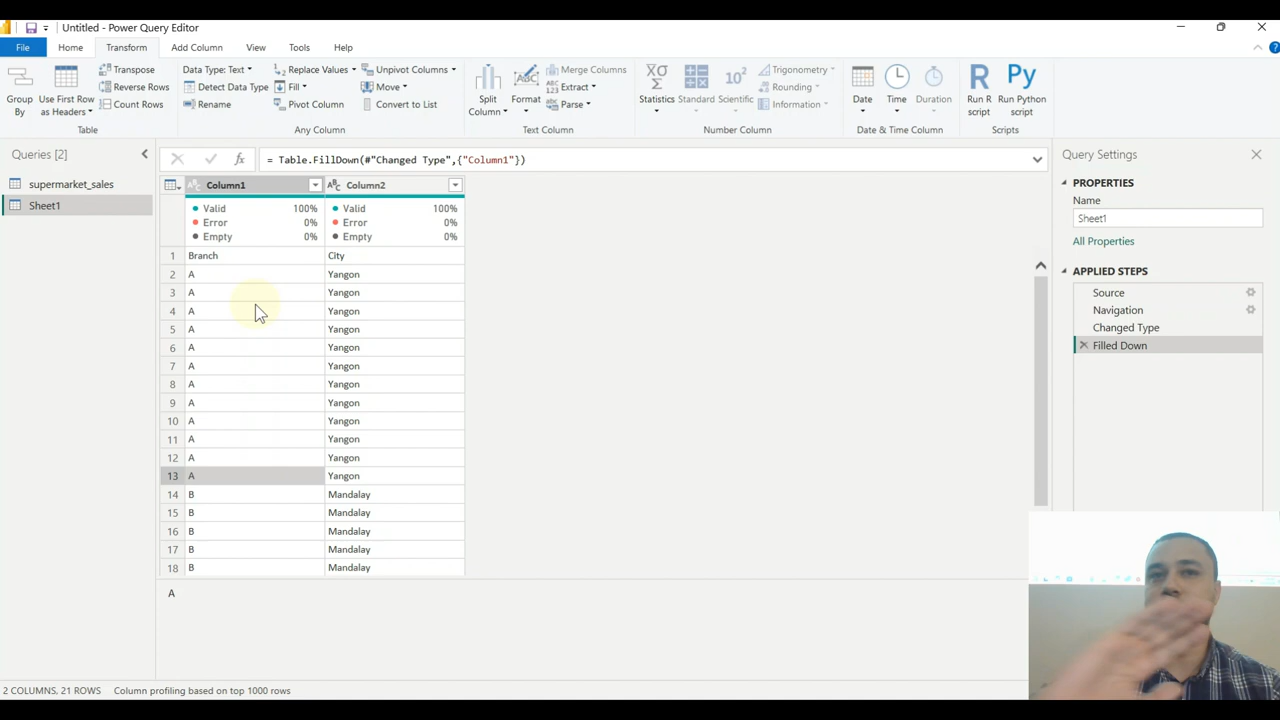 Untitled - Power Query Editor
File Home Transform Add Column View Tools Help
Group By
Use First Row as Headers
Transpose
Reverse Rows
Count Rows
Table
Data Type: Text
Detect Data Type
Rename
Replace Values
Fill
Pivot Column
Unpivot Columns
Move
Convert to List
Any Column
Split Column
Format
Merge Columns
Extract
Parse
Text Column
Statistics
Standard
Scientific
Trigonometry
Rounding
Information
Number Column
Date
Time
Duration
Date & Time Column
Run R script
Run Python script
Scripts
Queries [2]
supermarket_sales
Sheet1
= Table.FillDown(#"Changed Type",{"Column1"})
Column1 Column2
Valid 100% Valid 100%
Error 0% Error 0%
Empty 0% Empty 0%
1 Branch City
2 A Yangon
3 A Yangon
4 A Yangon
5 A Yangon
6 A Yangon
7 A Yangon
8 A Yangon
9 A Yangon
10 A Yangon
11 A Yangon
12 A Yangon
13 A Yangon
14 B Mandalay
15 B Mandalay
16 B Mandalay
17 B Mandalay
18 B Mandalay
A
Query Settings
PROPERTIES
Name
Sheet1
All Properties
APPLIED STEPS
Source
Navigation
Changed Type
Filled Down
2 COLUMNS, 21 ROWS Column profiling based on top 1000 rows